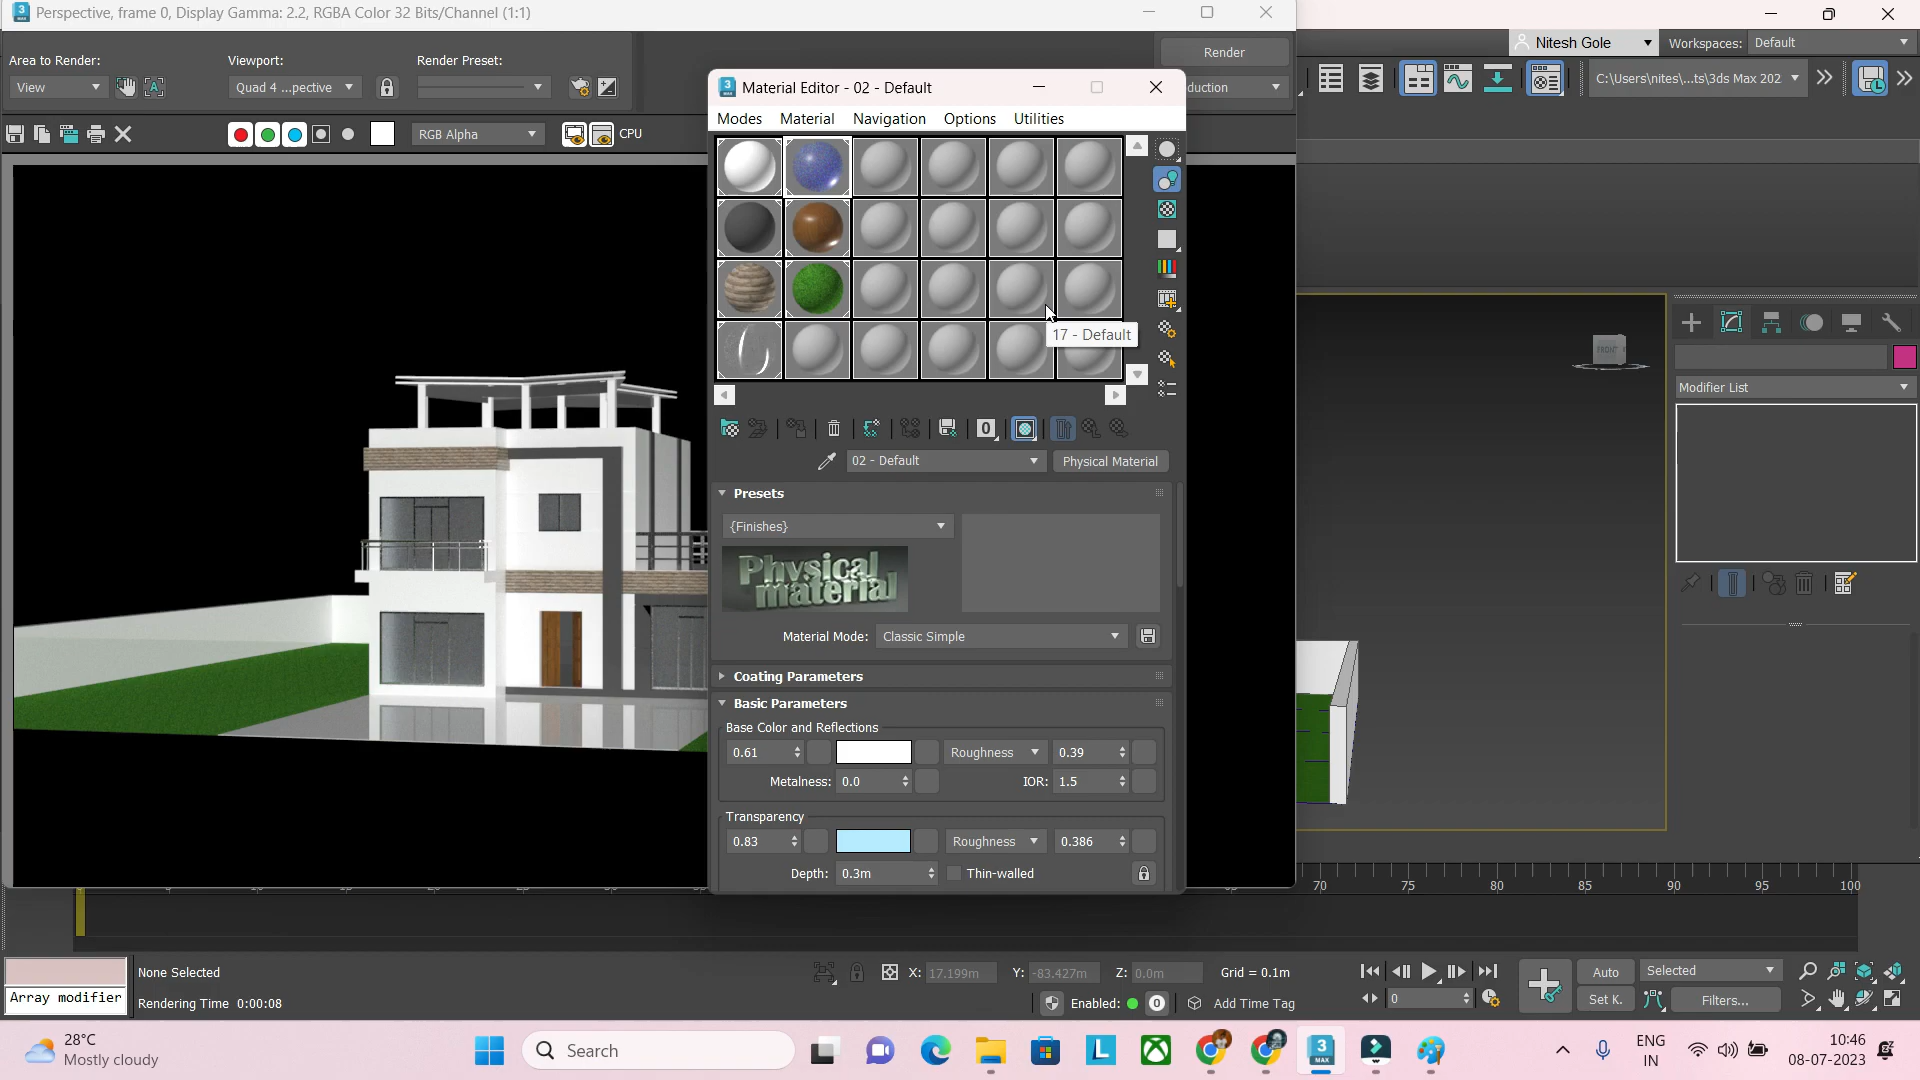 Perspective, frame 0, Display Gamma: 2.2, RGBA Color 32 Bits/Channel (1:1)
Nitesh Gole
Workspaces:
Default
Area to Render:
Viewport:
Render Preset:
Render
View
Quad 4 ...pective
duction
C:\Users\nites\...ts\3ds Max 202
Material Editor - 02 - Default
Modes
Material
Navigation
Options
Utilities
RGB Alpha
CPU
17 - Default
FRONT
Modifier List
02 - Default
Physical Material
Presets
{Finishes}
Physical
material
Material Mode:
Classic Simple
Coating Parameters
Basic Parameters
Base Color and Reflections
0.61
Roughness
0.39
Metalness:
0.0
IOR:
1.5
Transparency
0.83
Roughness
0.386
Depth:
0.3m
Thin-walled
70
75
80
85
90
95
100
None Selected
X:
17.199m
Y:
-83.427m
Z:
0.0m
Grid = 0.1m
Auto
Selected
Array modifier
Rendering Time 0:00:08
Enabled:
0
Add Time Tag
0
Set K.
Filters...
28°C
Mostly cloudy
Search
ENG
IN
10:46
08-07-2023